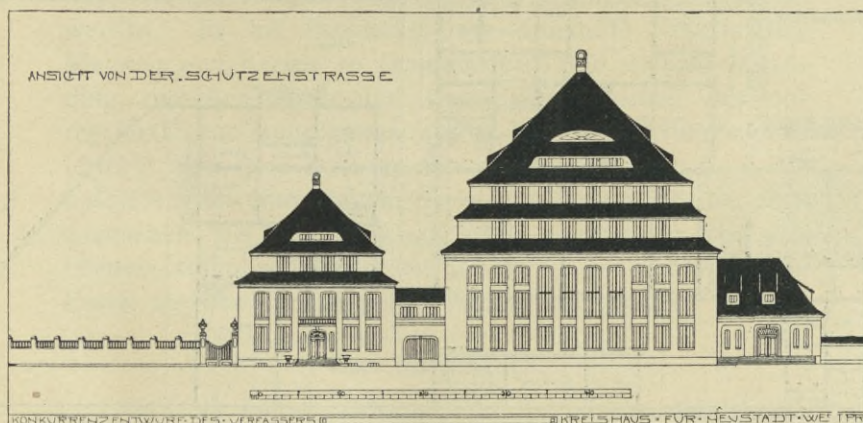 ANSICHT VON DER SCHÜTZENSTRASSE
KONKURRENZENTWURF DES VERFASSERS
KREISHAUS FÜR NEUSTADT